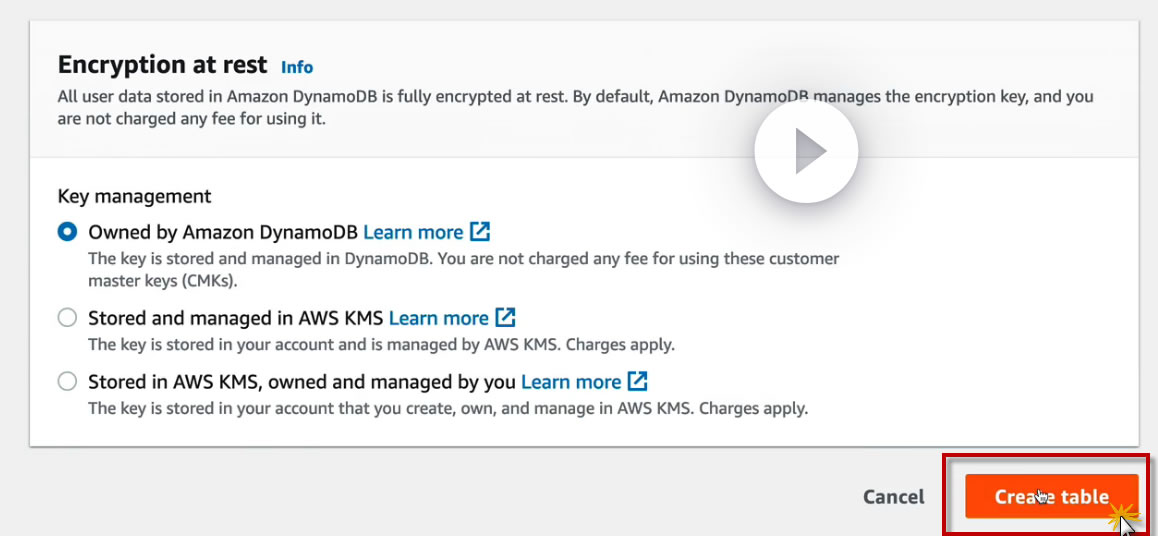 Encryption at rest Info
All user data stored in Amazon DynamoDB is fully encrypted at rest. By default, Amazon DynamoDB manages the encryption key, and you
are not charged any fee for using it.
Key management
Owned by Amazon DynamoDB Learn more
The key is stored and managed in DynamoDB. You are not charged any fee for using these customer
master keys (CMKs).
Stored and managed in AWS KMS Learn more
The key is stored in your account and is managed by AWS KMS. Charges apply.
Stored in AWS KMS, owned and managed by you Learn more
The key is stored in your account that you create, own, and manage in AWS KMS. Charges apply.
Cancel Create table